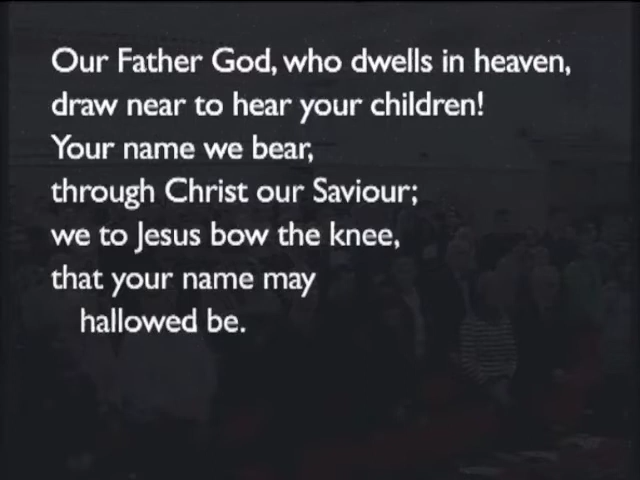 Our Father God, who dwells in heaven,
draw near to hear your children!
Your name we bear,
through Christ our Saviour;
we to Jesus bow the knee,
that your name may
hallowed be.